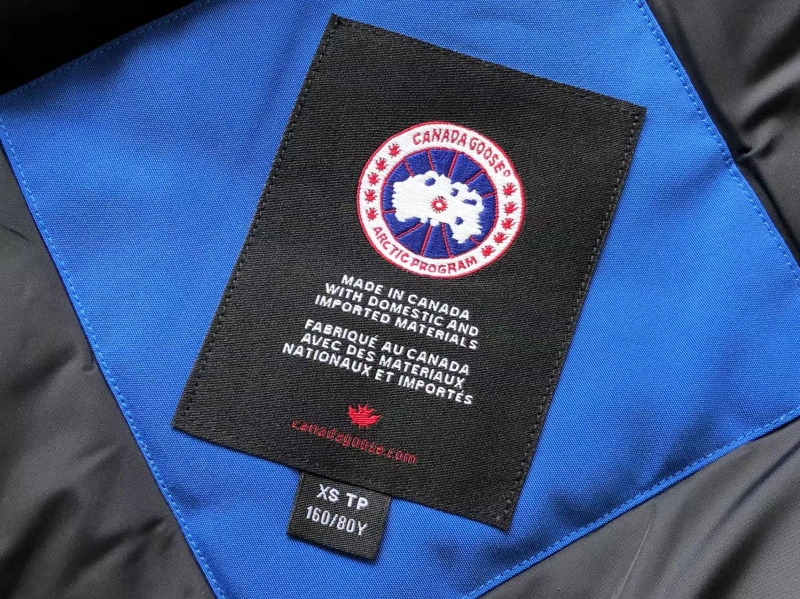 CANADA GOOSE®
ARCTIC PROGRAM
MADE IN CANADA
WITH DOMESTIC AND
IMPORTED MATERIALS
FABRIQUÉ AU CANADA
AVEC DES MATERIAUX
NATIONAUX ET IMPORTÉS
canadagoose.com
XS TP
160/80Y